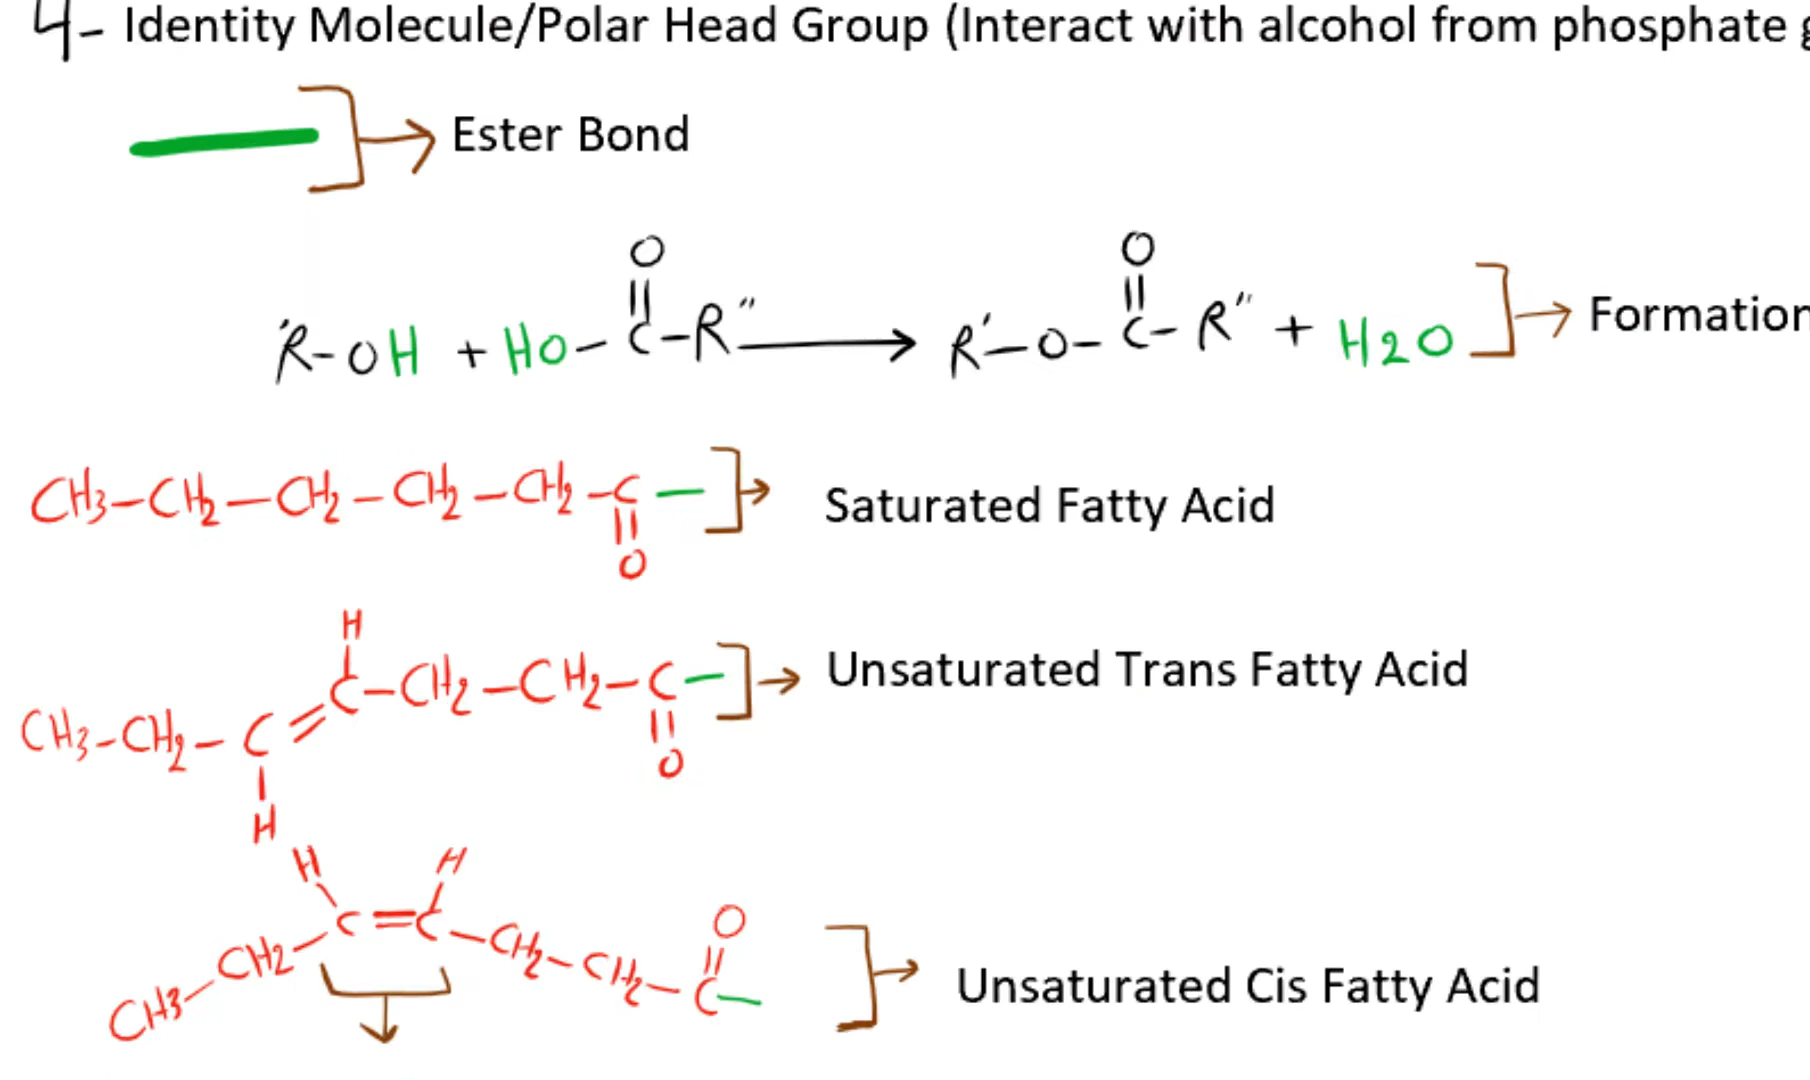 4- Identity Molecule/Polar Head Group (Interact with alcohol from phosphate g
Ester Bond
O O
R'-OH + HO-C-R" R'-O-C-R" + H2O Formation
CH3-CH2-CH2-CH2-CH2-C- Saturated Fatty Acid
O
H
C-CH2-CH2-C- Unsaturated Trans Fatty Acid
CH3-CH2-C=
O
H
H H
C=C O
CH3-CH2- -CH2-CH2-C- Unsaturated Cis Fatty Acid